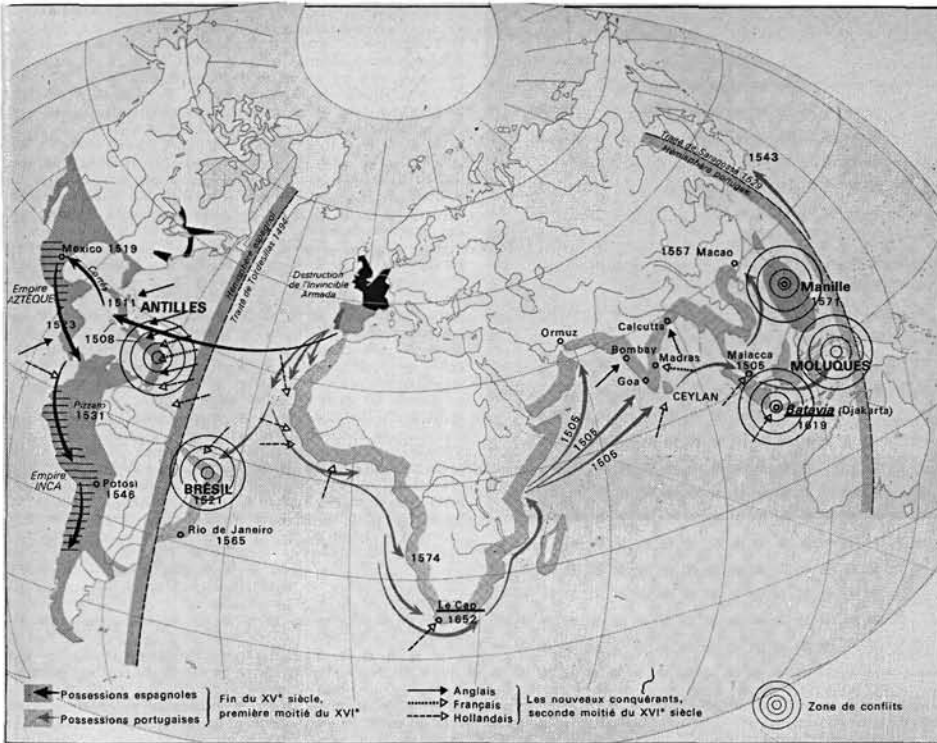 Traité de Saragosse 1529
Hémisphère portugais
1543
Hémisphère espagnol
Traité de Tordesillas 1494
Mexico 1519
Cortès
Empire
AZTÈQUE
1511
ANTILLES
1523
1508
Destruction
de l'Invincible
Armada
1557 Macao
Manille
1571
Ormuz
Calcutta
Bombay
Madras
Goa
CEYLAN
Malacca
1505
MOLUQUES
Batavia (Djakarta)
1619
1505
1505
1505
Pizzaro
1531
Empire
INCA
Potosi
1546
BRÉSIL
1521
Rio de Janeiro
1565
1574
Le Cap
1652
Possessions espagnoles
Possessions portugaises
Fin du XVe siècle,
première moitié du XVIe
Anglais
Français
Hollandais
Les nouveaux conquérants,
seconde moitié du XVIe siècle
Zone de conflits